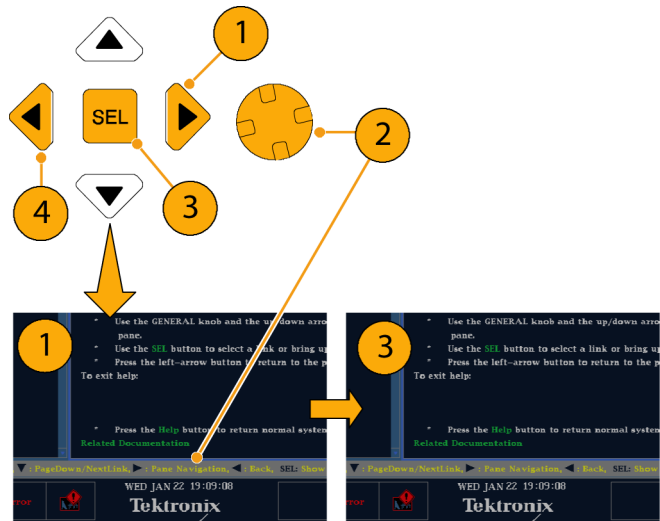 1
SEL
2
4
3
1
" Use the GENERAL knob and the up/down arro
pane.
" Use the SEL button to select a link or bring up
" Press the left–arrow button to return to the p
To exit help:
" Press the Help button to return normal system
Related Documentation
▼: PageDown/NextLink, ▶: Pane Navigation, ◀: Back, SEL: Show
rror
WED JAN 22 19:09:08
Tektronix
3
" Use the GENERAL knob and the up/down arro
pane.
" Use the SEL button to select a link or bring up
" Press the left–arrow button to return to the p
To exit help:
" Press the Help button to return normal system
Related Documentation
▼: PageDown/NextLink, ▶: Pane Navigation, ◀: Back, SEL: Show
rror
WED JAN 22 19:09:08
Tektronix